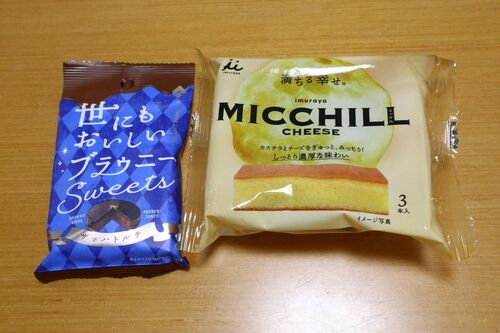 世にも
おいしい
ブラウニー
Sweets
ザッハトルテ
imuraya
満ちる幸せ。
imuraya
MICCHILL
CHEESE
カステラとチーズをぎゅっと、みっちり!
しっとり濃厚な味わい
3
本入
イメージ写真